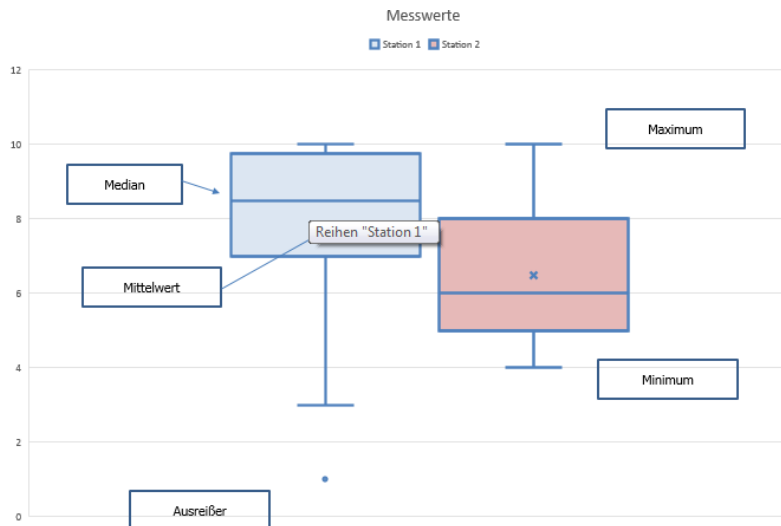 Messwerte
Station 1 Station 2
12
Maximum
10
Median
8
Reihen "Station 1"
Mittelwert
6
4
Minimum
2
Ausreißer
0